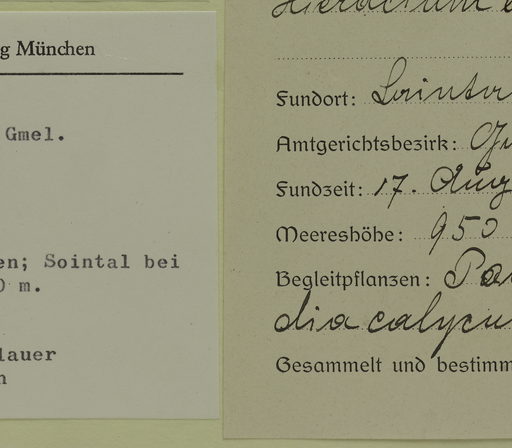 g München
Gmel.
en; Sointal bei
0 m.
lauer
n
Hieracium
Fundort:
Amtgerichtsbezirk:
Fundzeit: 17. Aug
Meereshöhe: 950
Begleitpflanzen:
dia calycu
Gesammelt und bestimm